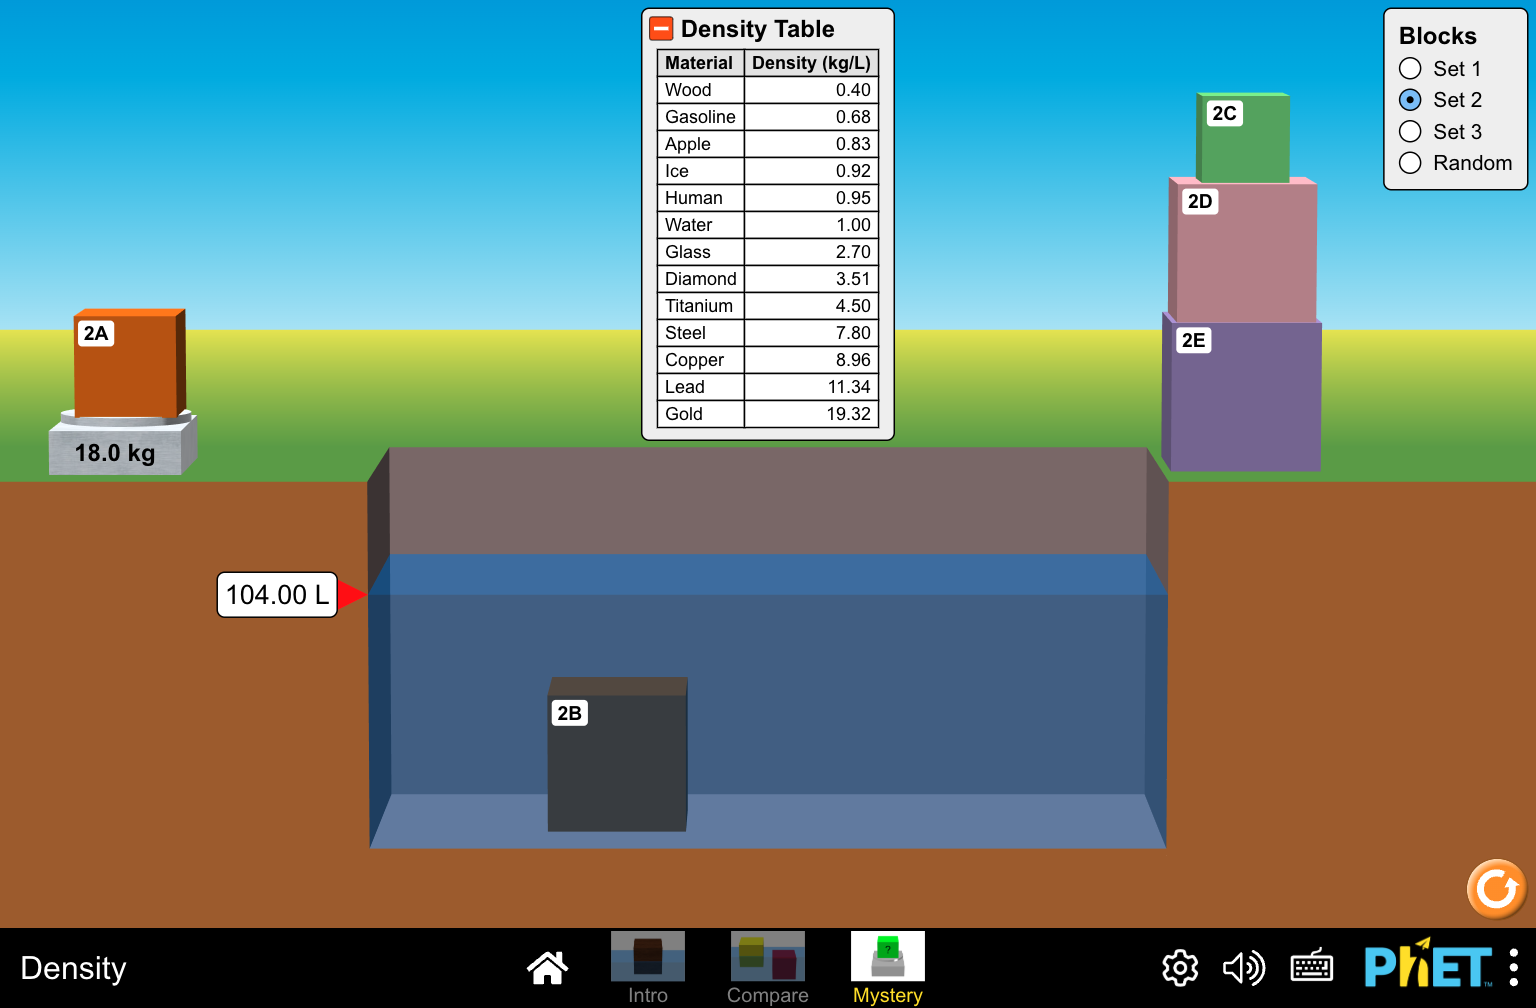 Density Table
Material Density (kg/L)
Wood 0.40
Gasoline 0.68
Apple 0.83
Ice 0.92
Human 0.95
Water 1.00
Glass 2.70
Diamond 3.51
Titanium 4.50
Steel 7.80
Copper 8.96
Lead 11.34
Gold 19.32
Blocks
Set 1
Set 2
Set 3
Random
2C
2D
2E
2A
18.0 kg
104.00 L
2B
Density
Intro
Compare
?
Mystery
PhET™